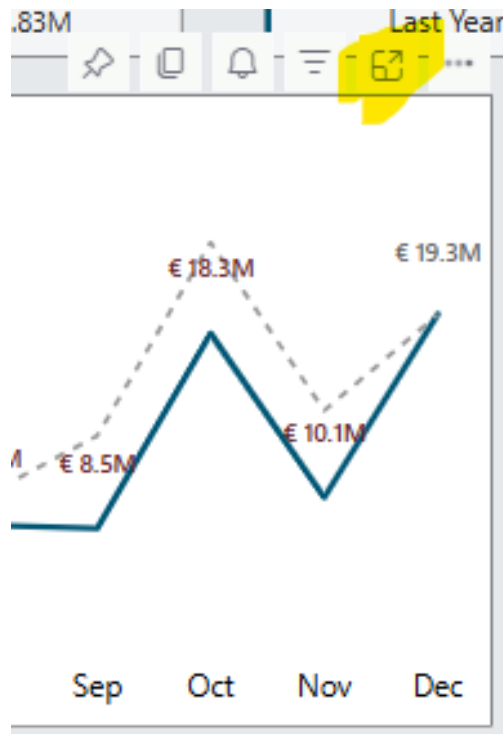 .83M
Last Year
€ 18.3M
€ 19.3M
€ 10.1M
M
€ 8.5M
Sep Oct Nov Dec